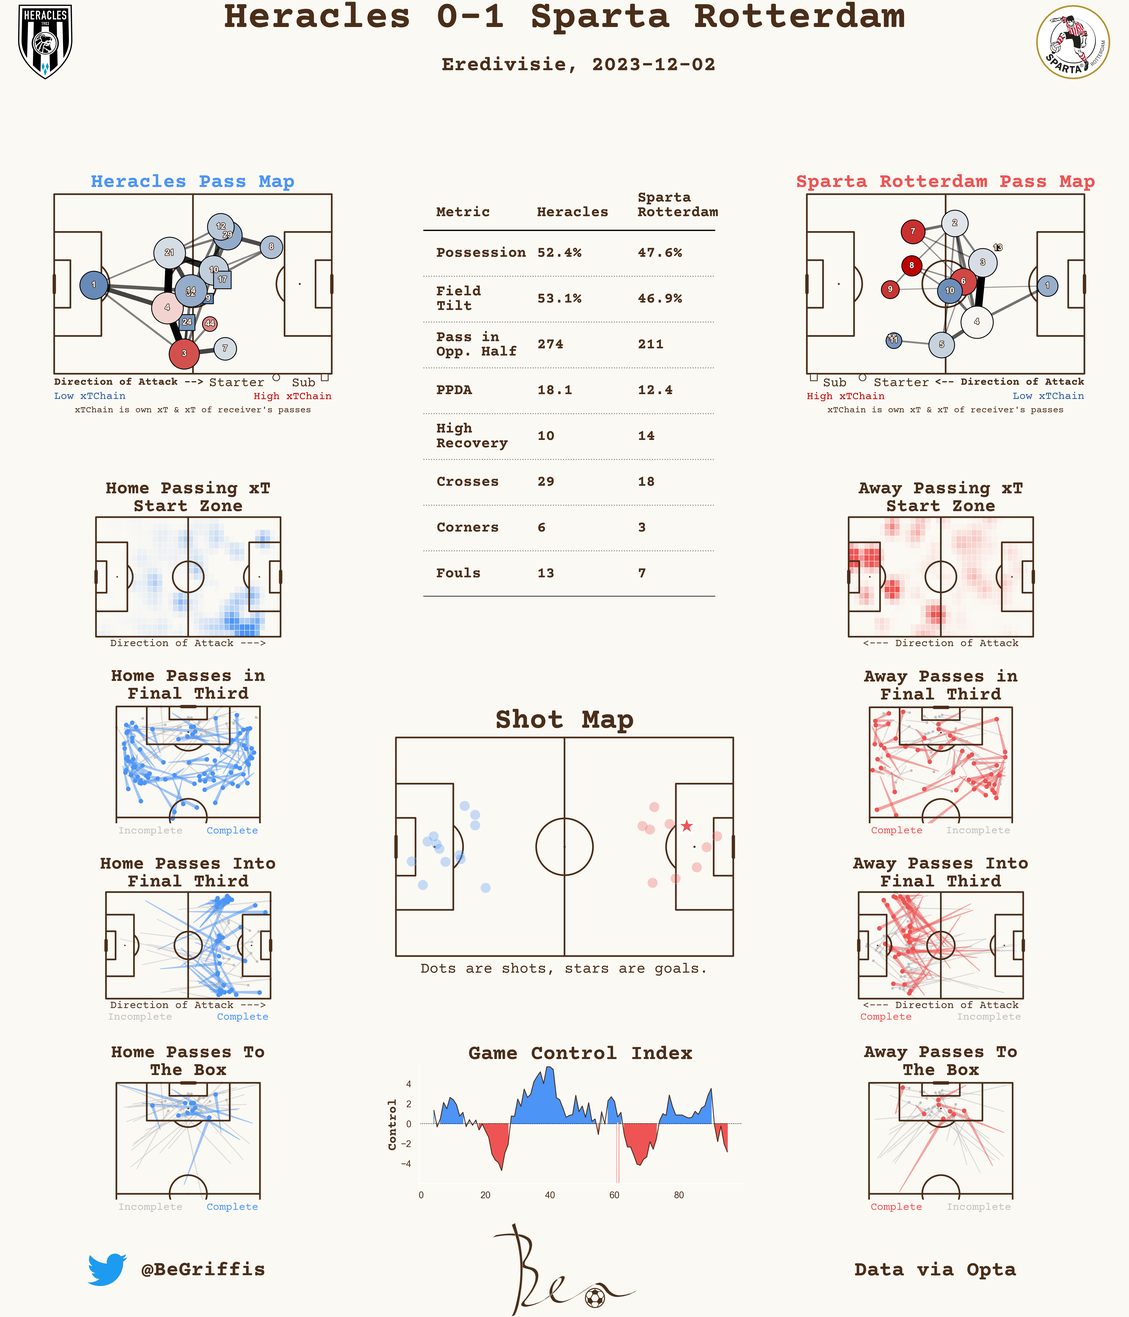 Heracles 0-1 Sparta Rotterdam
Eredivisie, 2023-12-02
HERACLES
1903
SPARTA
ROTTERDAM
Heracles Pass Map
12
29
8
21
10
17
1
14
32
9
4
24
44
3
7
Direction of Attack --> Starter Sub
Low xTChain High xTChain
xTChain is own xT & xT of receiver's passes
Metric Heracles Sparta Rotterdam
Possession 52.4% 47.6%
Field Tilt 53.1% 46.9%
Pass in Opp. Half 274 211
PPDA 18.1 12.4
High Recovery 10 14
Crosses 29 18
Corners 6 3
Fouls 13 7
Sparta Rotterdam Pass Map
2
7
13
3
8
6
9
10
1
4
11
5
Sub Starter <-- Direction of Attack
High xTChain Low xTChain
xTChain is own xT & xT of receiver's passes
Home Passing xT
Start Zone
Direction of Attack --->
Away Passing xT
Start Zone
<--- Direction of Attack
Home Passes in
Final Third
Incomplete Complete
Shot Map
Dots are shots, stars are goals.
Away Passes in
Final Third
Complete Incomplete
Home Passes Into
Final Third
Direction of Attack --->
Incomplete Complete
Away Passes Into
Final Third
<--- Direction of Attack
Complete Incomplete
Home Passes To
The Box
Incomplete Complete
Game Control Index
Control
4
2
0
−2
−4
0 20 40 60 80
Away Passes To
The Box
Complete Incomplete
@BeGriffis
Bea
Data via Opta